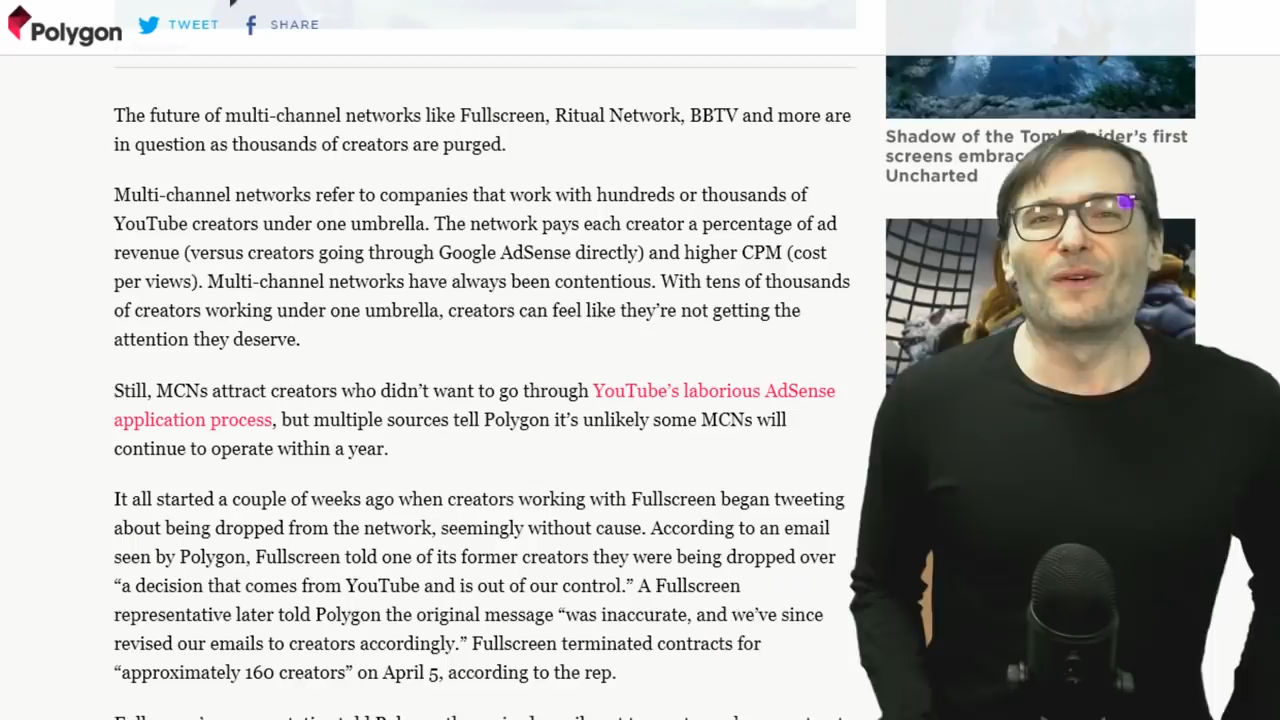 Polygon
TWEET
SHARE
The future of multi-channel networks like Fullscreen, Ritual Network, BBTV and more are
in question as thousands of creators are purged.
Multi-channel networks refer to companies that work with hundreds or thousands of
YouTube creators under one umbrella. The network pays each creator a percentage of ad
revenue (versus creators going through Google AdSense directly) and higher CPM (cost
per views). Multi-channel networks have always been contentious. With tens of thousands
of creators working under one umbrella, creators can feel like they’re not getting the
attention they deserve.
Still, MCNs attract creators who didn’t want to go through YouTube’s laborious AdSense
application process, but multiple sources tell Polygon it’s unlikely some MCNs will
continue to operate within a year.
It all started a couple of weeks ago when creators working with Fullscreen began tweeting
about being dropped from the network, seemingly without cause. According to an email
seen by Polygon, Fullscreen told one of its former creators they were being dropped over
“a decision that comes from YouTube and is out of our control.” A Fullscreen
representative later told Polygon the original message “was inaccurate, and we’ve since
revised our emails to creators accordingly.” Fullscreen terminated contracts for
“approximately 160 creators” on April 5, according to the rep.
Shadow of the Tomb Raider’s first
screens embrac
Uncharted